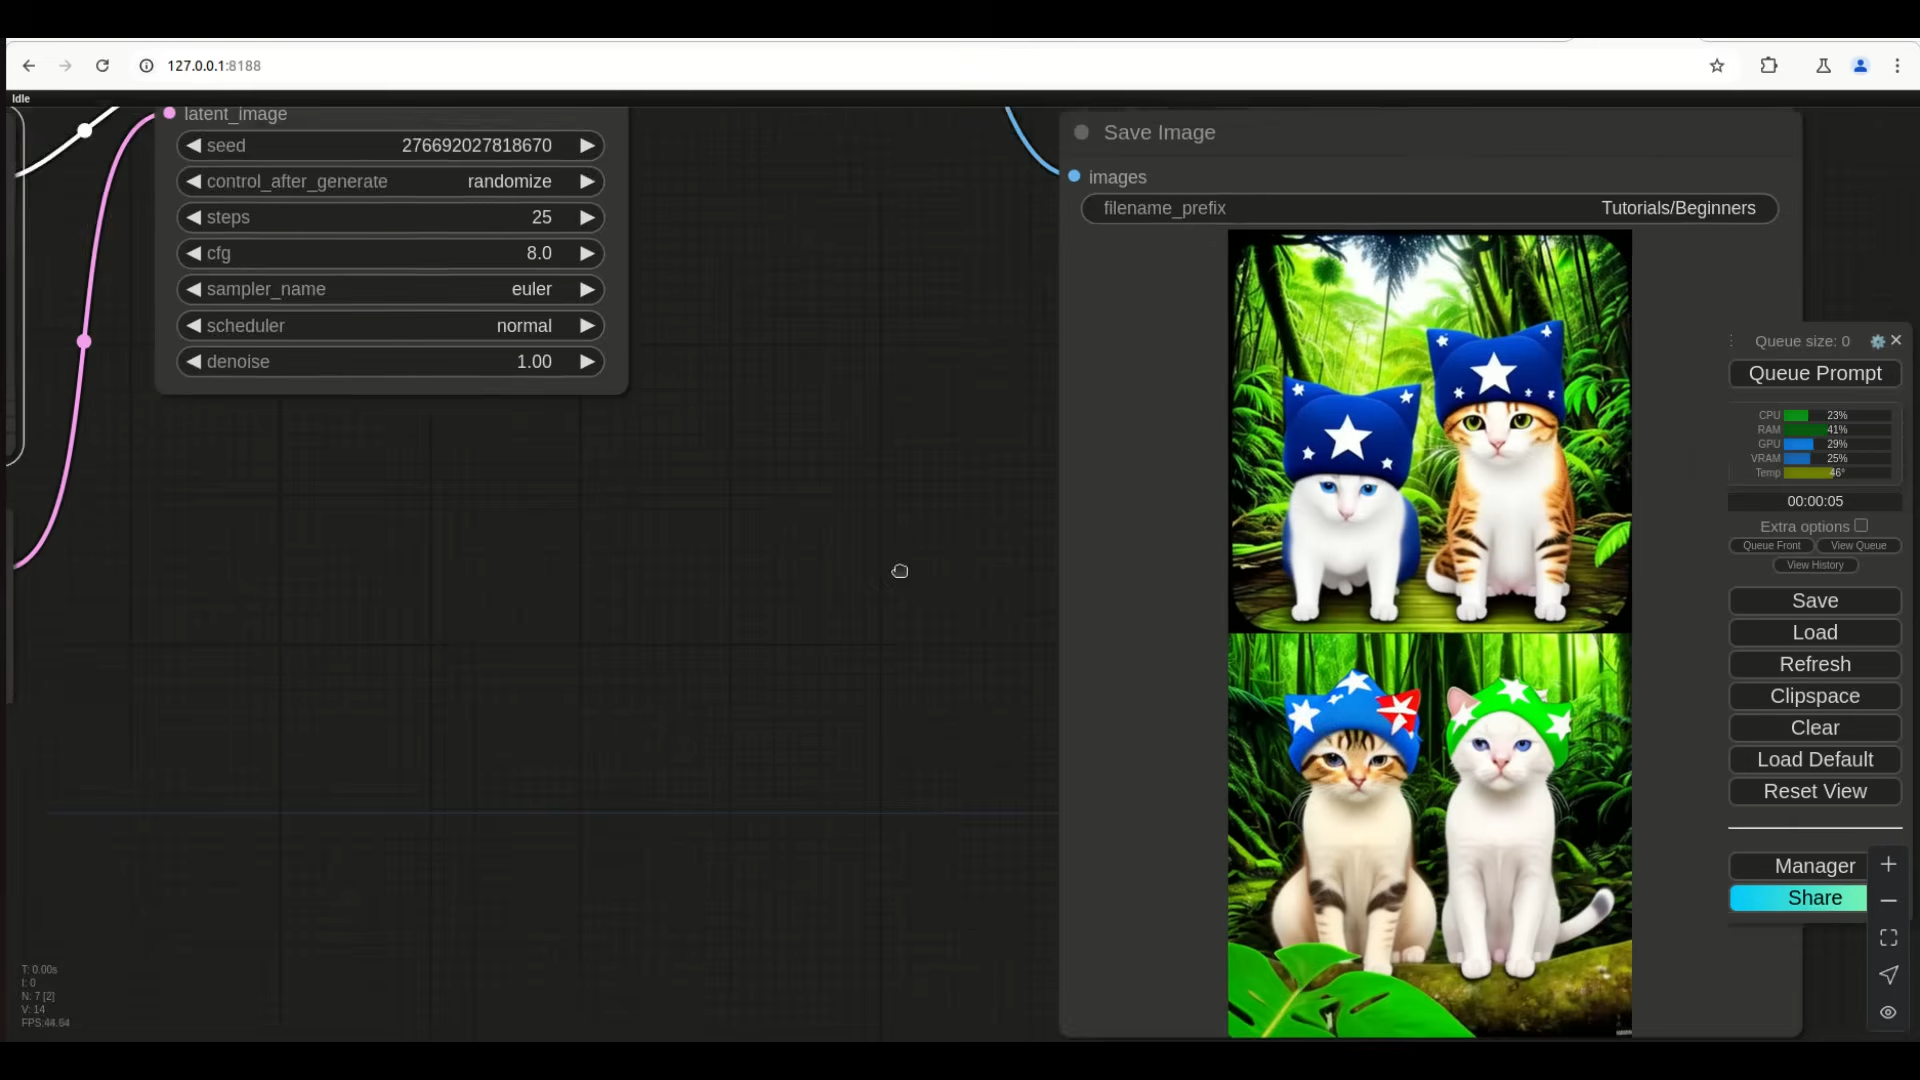 127.0.0.1:8188
Idle
latent_image
seed 276692027818670
control_after_generate randomize
steps 25
cfg 8.0
sampler_name euler
scheduler normal
denoise 1.00
Save Image
images
filename_prefix Tutorials/Beginners
Queue size: 0
Queue Prompt
CPU 23%
RAM 41%
GPU 29%
VRAM 25%
Temp 46°
00:00:05
Extra options
Queue Front View Queue
View History
Save
Load
Refresh
Clipspace
Clear
Load Default
Reset View
Manager
Share
T: 0.00s
I: 0
N: 7 [2]
V: 14
FPS:44.64